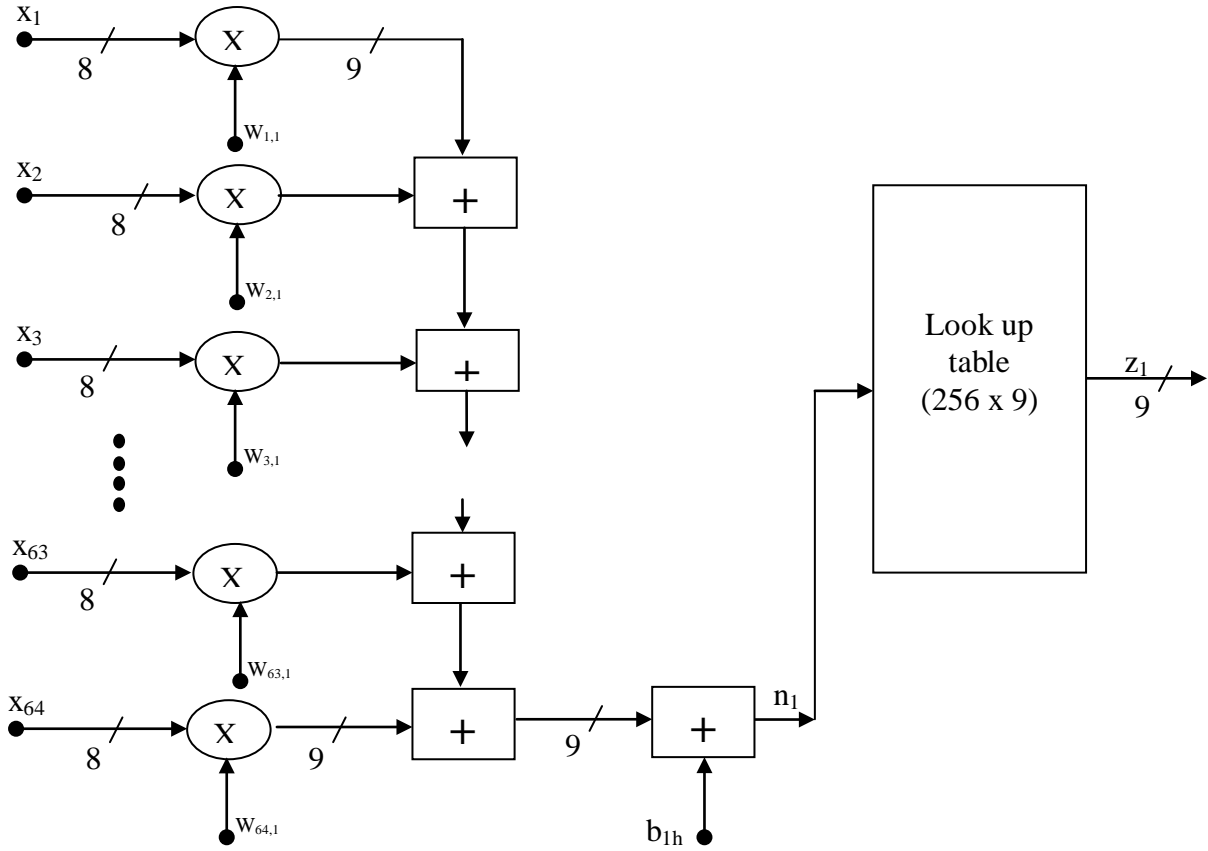 x₁
8
X
9
w₁,₁
x₂
8
X
+
w₂,₁
x₃
8
X
+
w₃,₁
Look up
table
(256 x 9)
z₁
9
x₆₃
8
X
+
w₆₃,₁
x₆₄
8
X
9
+
9
+
n₁
w₆₄,₁
b₁ₕ